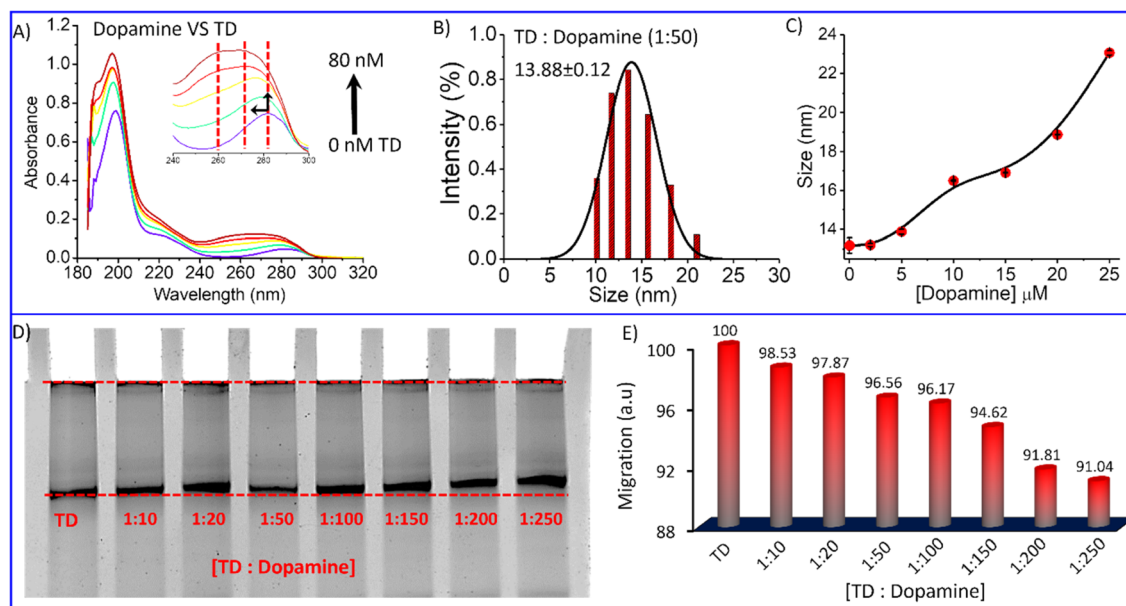 A)
Dopamine VS TD
1.0
0.8
0.6
0.4
0.2
0.0
Absorbance
180 200 220 240 260 280 300 320
Wavelength (nm)
240 260 280 300
80 nM
0 nM TD
B)
TD : Dopamine (1:50)
13.88±0.12
1.0
0.8
0.6
0.4
0.2
0.0
Intensity (%)
0 5 10 15 20 25 30
Size (nm)
C)
24
22
20
18
16
14
12
Size (nm)
0 5 10 15 20 25
[Dopamine] μM
D)
TD 1:10 1:20 1:50 1:100 1:150 1:200 1:250
[TD : Dopamine]
E)
100
96
92
88
Migration (a.u)
100
98.53
97.87
96.56
96.17
94.62
91.81
91.04
TD 1:10 1:20 1:50 1:100 1:150 1:200 1:250
[TD : Dopamine]